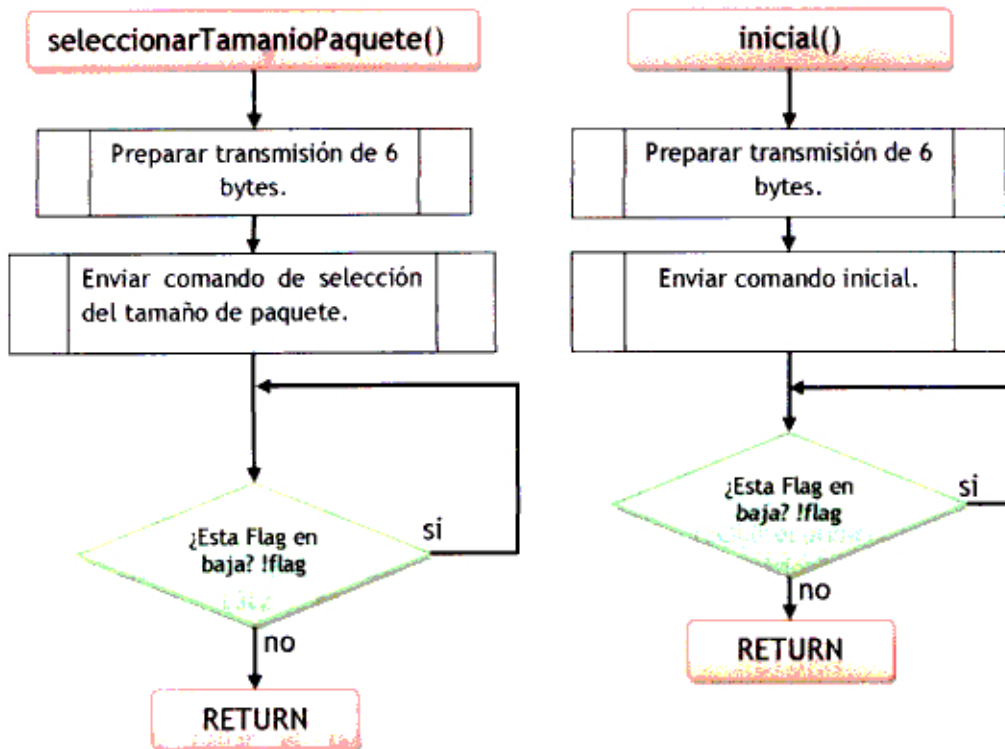 seleccionarTamanioPaquete()
Preparar transmisión de 6
bytes.
Enviar comando de selección
del tamaño de paquete.
¿Esta Flag en
baja? !flag
si
no
RETURN
inicial()
Preparar transmisión de 6
bytes.
Enviar comando inicial.
¿Esta Flag en
baja? !flag
si
no
RETURN